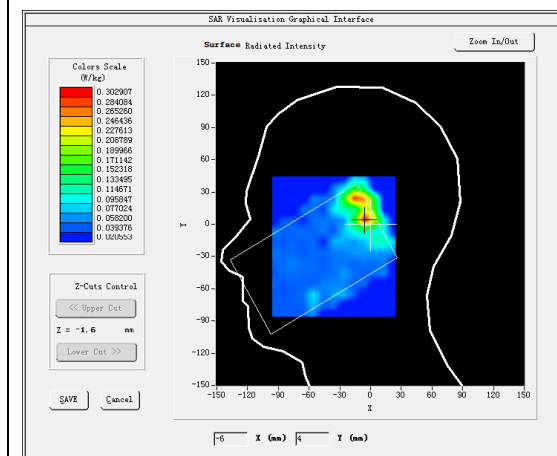 SAR Visualisation Graphical Interface
Surface Radiated Intensity
Zoom In/Out
Colors Scale
(W/kg)
0.302907
0.284084
0.265260
0.246436
0.227613
0.208789
0.189966
0.171142
0.152318
0.133495
0.114671
0.095847
0.077024
0.058200
0.039376
0.020553
Z-Cuts Control
<< Upper Cut
Z = -1.6 mm
Lower Cut >>
SAVE Cancel
150
120
90
60
30
0
-30
-60
-90
-120
-150
Y
-150 -120 -90 -60 -30 0 30 60 90 120 150
X
-6 X (mm) 4 Y (mm)